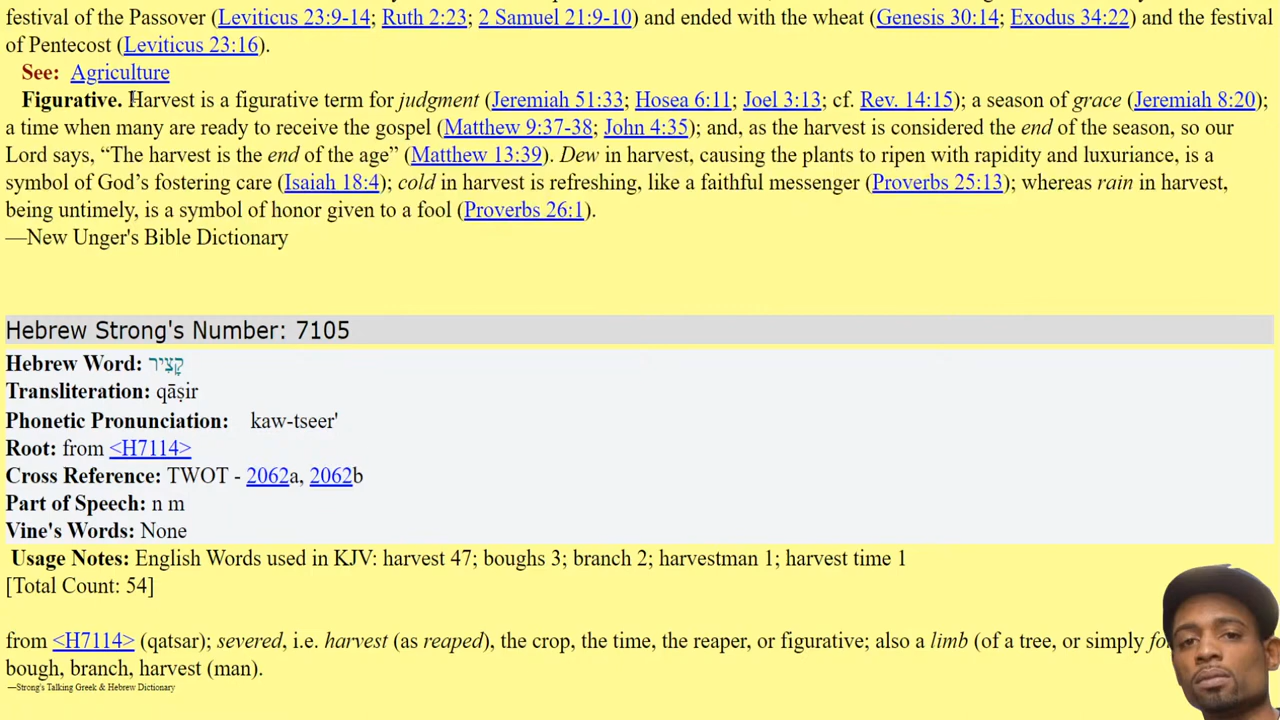 festival of the Passover (Leviticus 23:9-14; Ruth 2:23; 2 Samuel 21:9-10) and ended with the wheat (Genesis 30:14; Exodus 34:22) and the festival
of Pentecost (Leviticus 23:16).
See: Agriculture
Figurative. Harvest is a figurative term for judgment (Jeremiah 51:33; Hosea 6:11; Joel 3:13; cf. Rev. 14:15); a season of grace (Jeremiah 8:20);
a time when many are ready to receive the gospel (Matthew 9:37-38; John 4:35); and, as the harvest is considered the end of the season, so our
Lord says, “The harvest is the end of the age” (Matthew 13:39). Dew in harvest, causing the plants to ripen with rapidity and luxuriance, is a
symbol of God’s fostering care (Isaiah 18:4); cold in harvest is refreshing, like a faithful messenger (Proverbs 25:13); whereas rain in harvest,
being untimely, is a symbol of honor given to a fool (Proverbs 26:1).
—New Unger's Bible Dictionary
Hebrew Strong's Number: 7105
Hebrew Word: קָצִיר
Transliteration: qāṣir
Phonetic Pronunciation: kaw-tseer'
Root: from <H7114>
Cross Reference: TWOT - 2062a, 2062b
Part of Speech: n m
Vine's Words: None
Usage Notes: English Words used in KJV: harvest 47; boughs 3; branch 2; harvestman 1; harvest time 1
[Total Count: 54]
from <H7114> (qatsar); severed, i.e. harvest (as reaped), the crop, the time, the reaper, or figurative; also a limb (of a tree, or simply
bough, branch, harvest (man).
—Strong's Talking Greek & Hebrew Dictionary